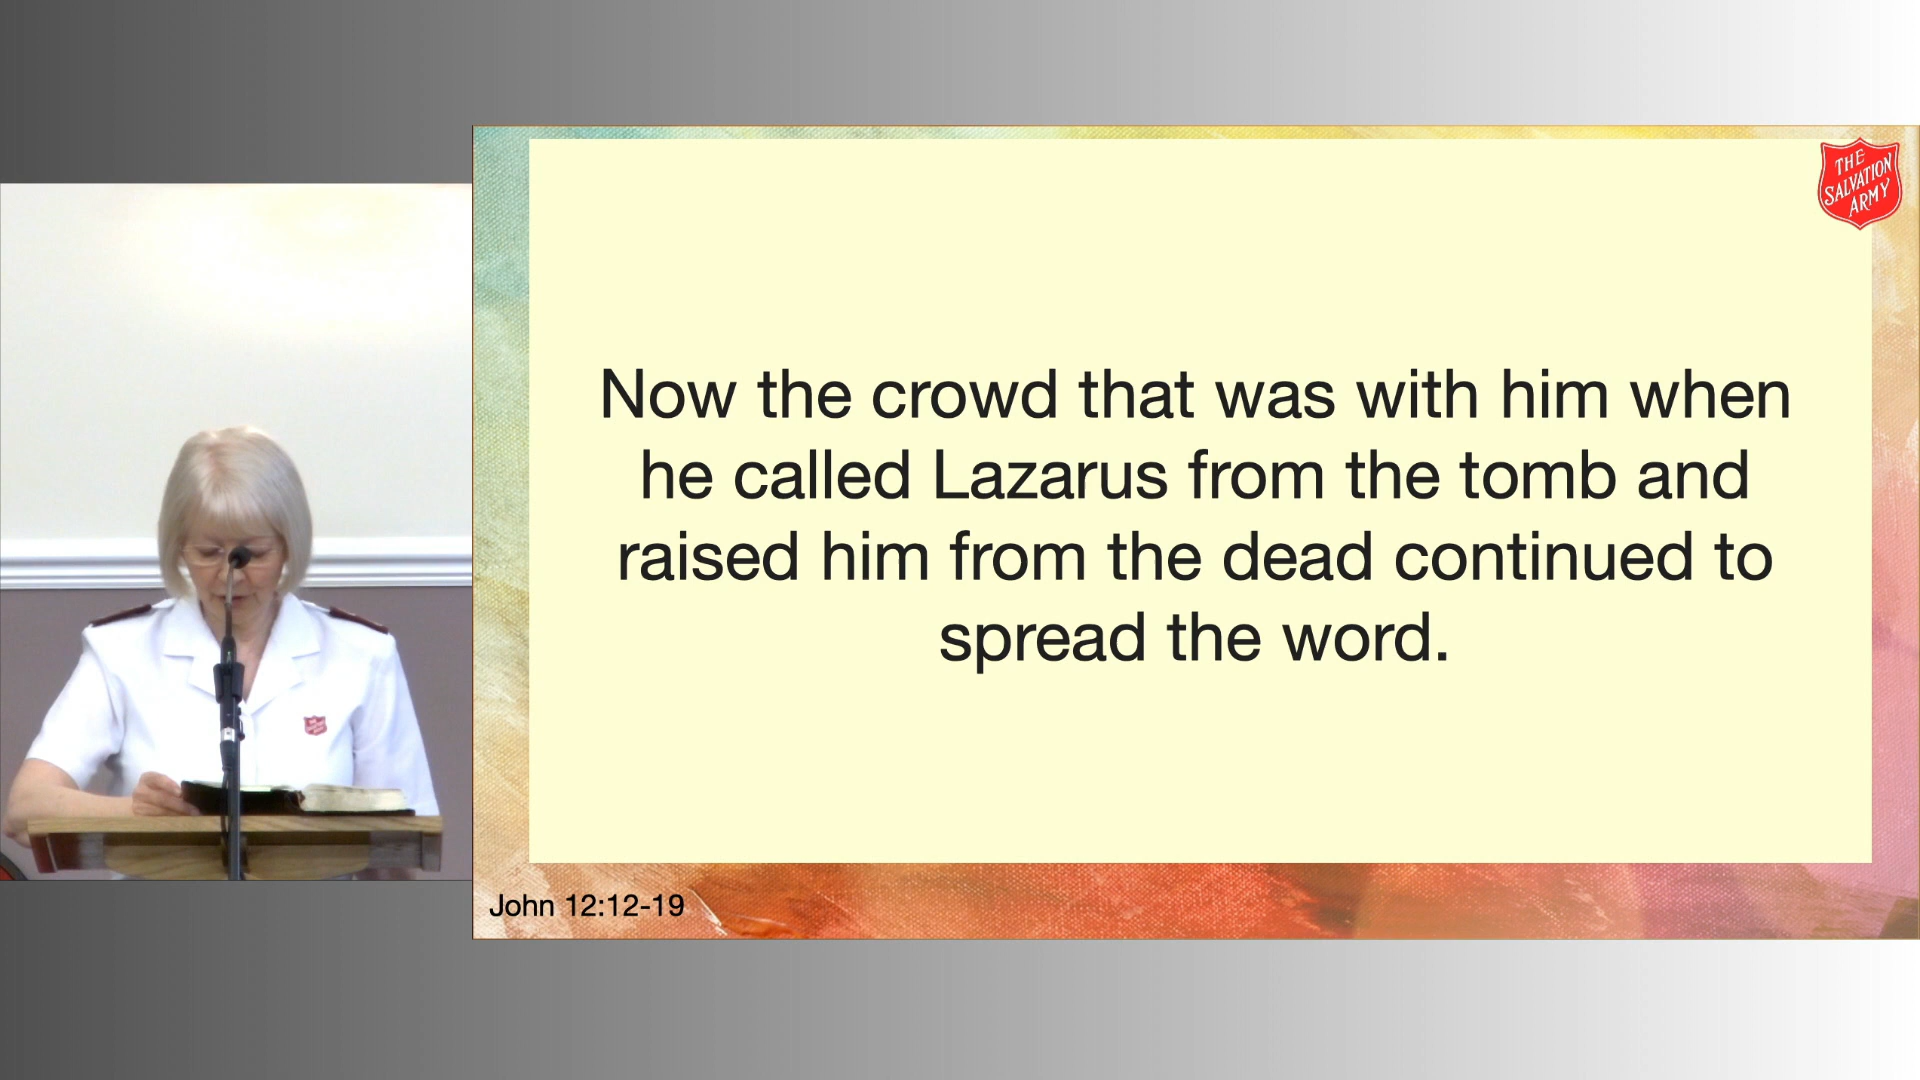 THE
SALVATION
ARMY
Now the crowd that was with him when
he called Lazarus from the tomb and
raised him from the dead continued to
spread the word.
John 12:12-19